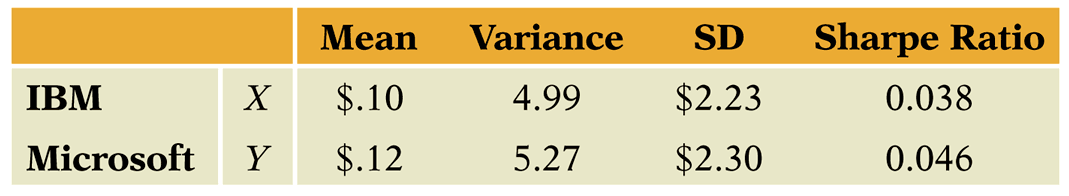 Mean Variance SD Sharpe Ratio
IBM X $.10 4.99 $2.23 0.038
Microsoft Y $.12 5.27 $2.30 0.046